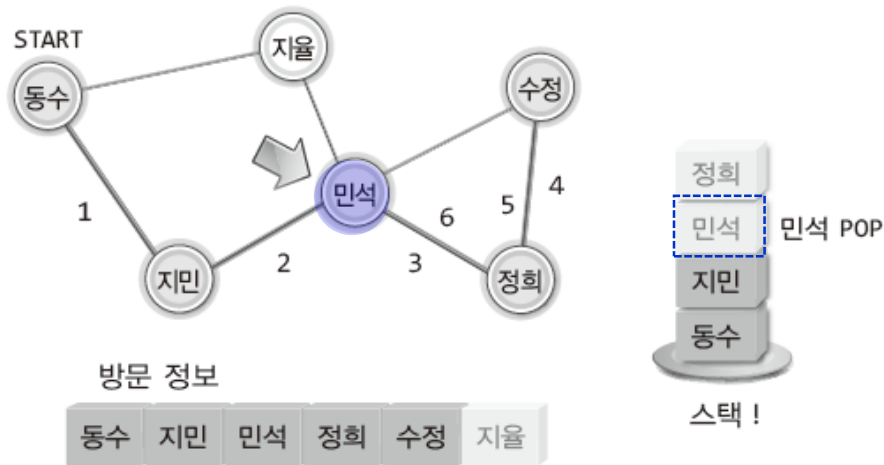 START
지율
동수
수정
정희
민석
민석
민석 POP
1
2
3
4
5
6
지민
정희
지민
동수
스택 !
방문 정보
동수 지민 민석 정희 수정 지율